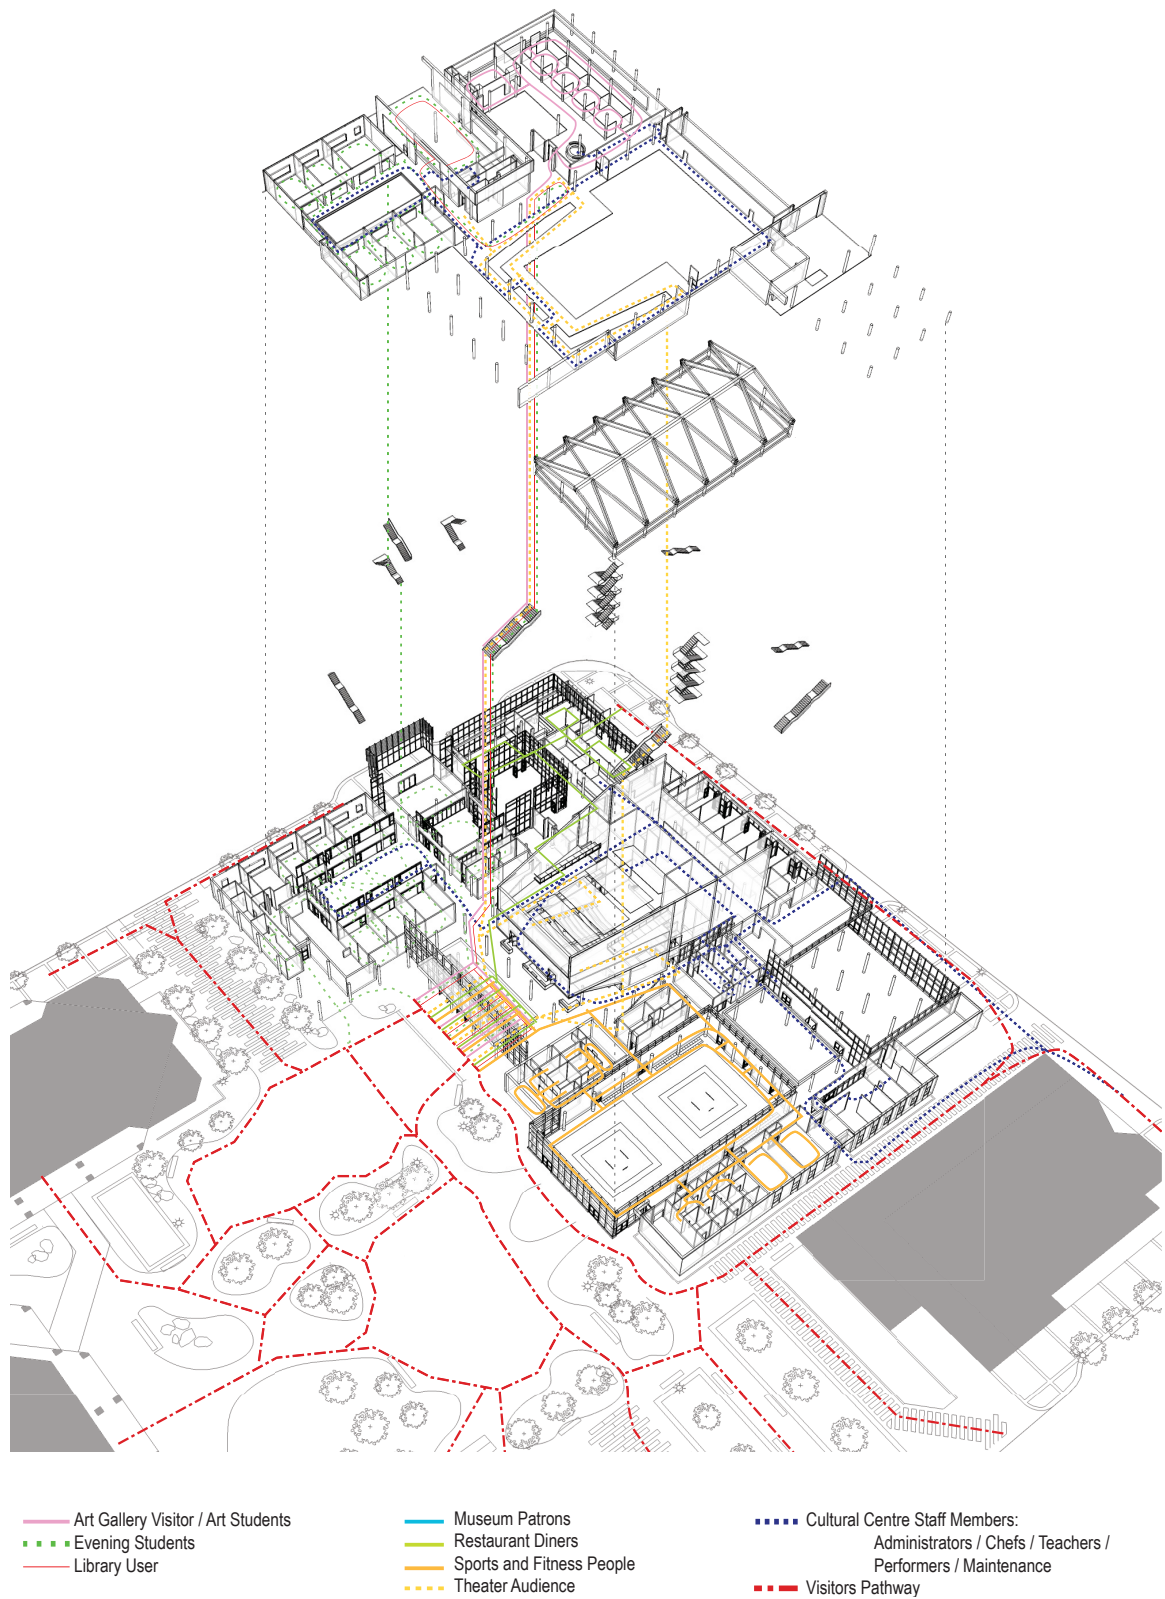 Art Gallery Visitor / Art Students
Evening Students
Library User
Museum Patrons
Restaurant Diners
Sports and Fitness People
Theater Audience
Cultural Centre Staff Members:
Administrators / Chefs / Teachers /
Performers / Maintenance
Visitors Pathway